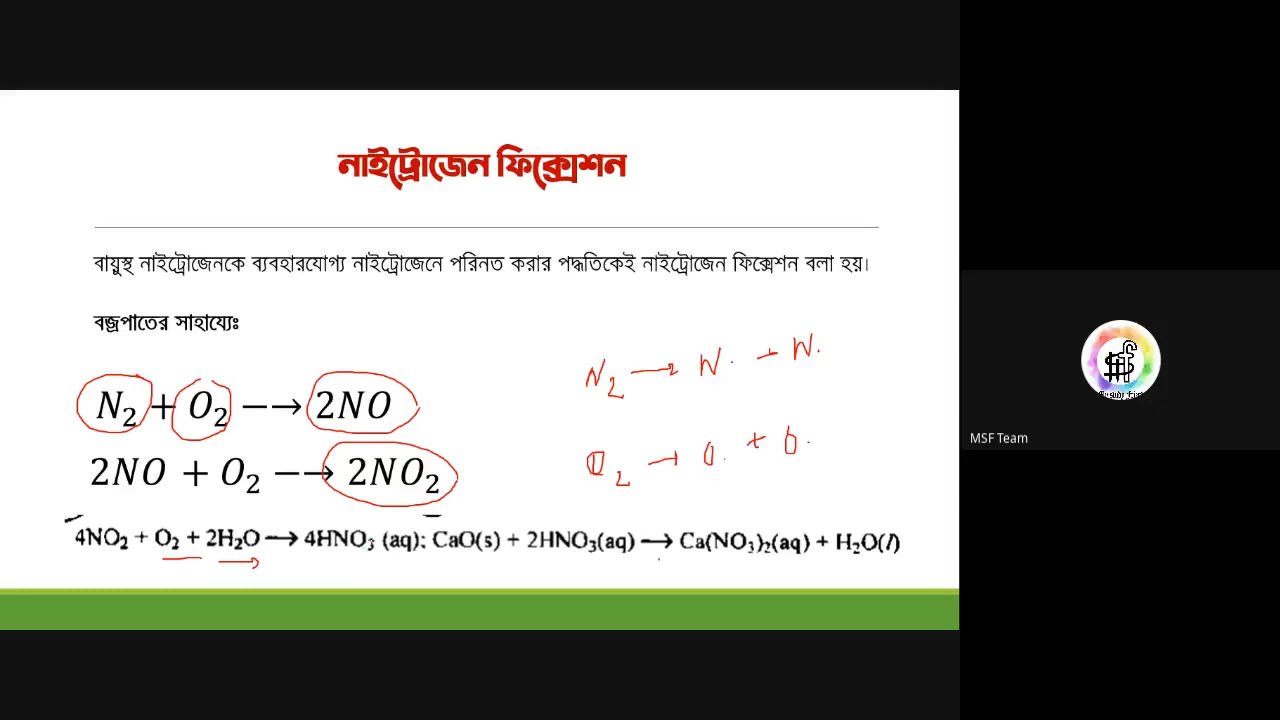 নাইট্রোজেন ফিক্সেশন
বায়ুস্থ নাইট্রোজেনকে ব্যবহারযোগ্য নাইট্রোজেনে পরিনত করার পদ্ধতিকেই নাইট্রোজেন ফিক্সেশন বলা হয়।
বজ্রপাতের সাহায্যেঃ
N₂ + O₂ −→ 2NO
2NO + O₂ −→ 2NO₂
4NO₂ + O₂ + 2H₂O → 4HNO₃ (aq); CaO(s) + 2HNO₃(aq) → Ca(NO₃)₂(aq) + H₂O(l)
N₂ → N· + N·
O₂ → O· + O·
MSF Team